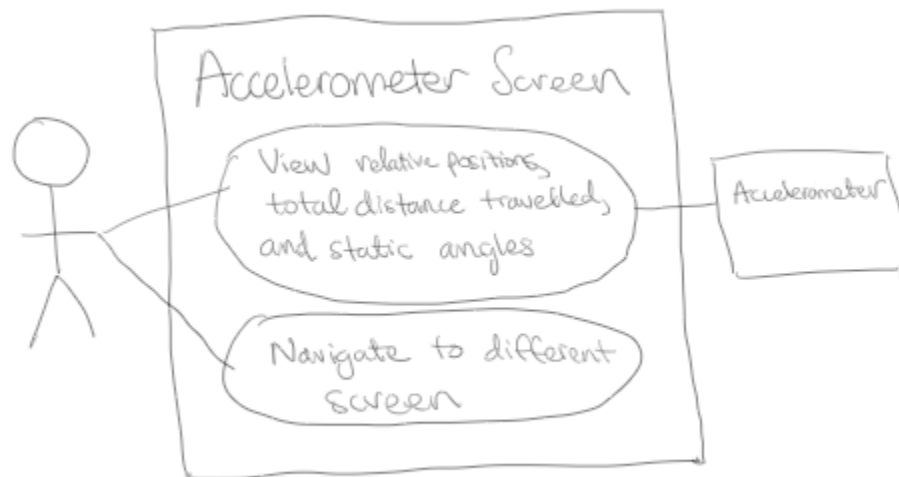 Accelerometer Screen
View relative positions,
total distance travelled,
and static angles
Accelerometer
Navigate to different
screen